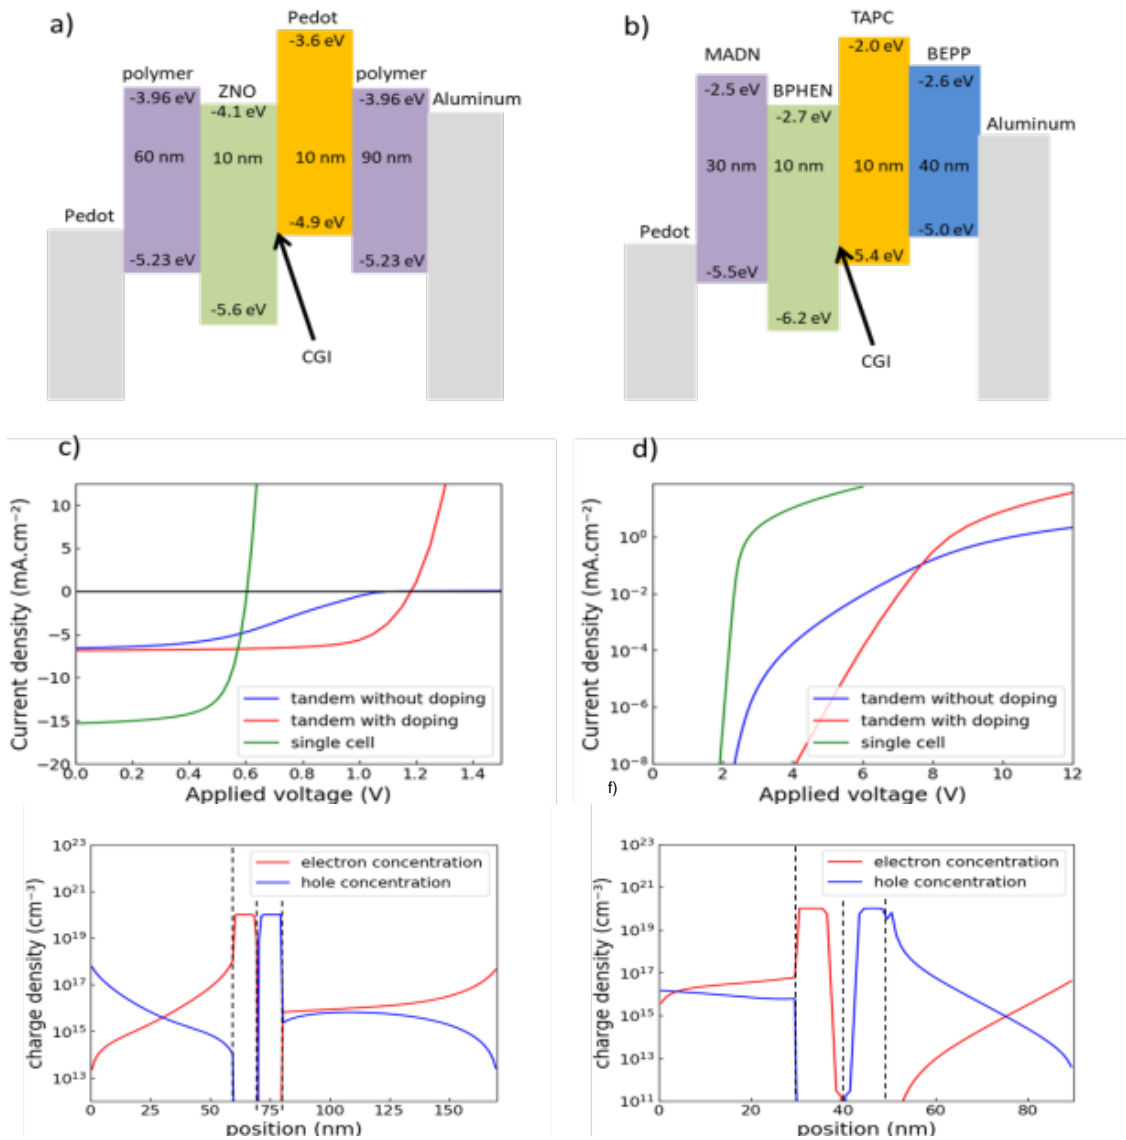 a)
Pedot
-3.6 eV
polymer
polymer
-3.96 eV
ZNO
-3.96 eV
-4.1 eV
Aluminum
60 nm
10 nm
10 nm
90 nm
Pedot
-4.9 eV
-5.23 eV
-5.23 eV
-5.6 eV
CGI
b)
TAPC
-2.0 eV
MADN
BEPP
-2.5 eV
BPHEN
-2.6 eV
-2.7 eV
Aluminum
30 nm
10 nm
10 nm
40 nm
Pedot
-5.0 eV
-5.4 eV
-5.5eV
-6.2 eV
CGI
c)
Current density (mA.cm⁻²)
10
5
0
−5
−10
−15
−20
tandem without doping
tandem with doping
single cell
0.0 0.2 0.4 0.6 0.8 1.0 1.2 1.4
Applied voltage (V)
d)
Current density (mA.cm⁻²)
10⁰
10⁻²
10⁻⁴
10⁻⁶
10⁻⁸
tandem without doping
tandem with doping
single cell
0 2 4 6 8 10 12
Applied voltage (V)
charge density (cm⁻³)
10²³
10²¹
10¹⁹
10¹⁷
10¹⁵
10¹³
electron concentration
hole concentration
0 25 50 75 100 125 150
position (nm)
f)
charge density (cm⁻³)
10²³
10²¹
10¹⁹
10¹⁷
10¹⁵
10¹³
10¹¹
electron concentration
hole concentration
0 20 40 60 80
position (nm)